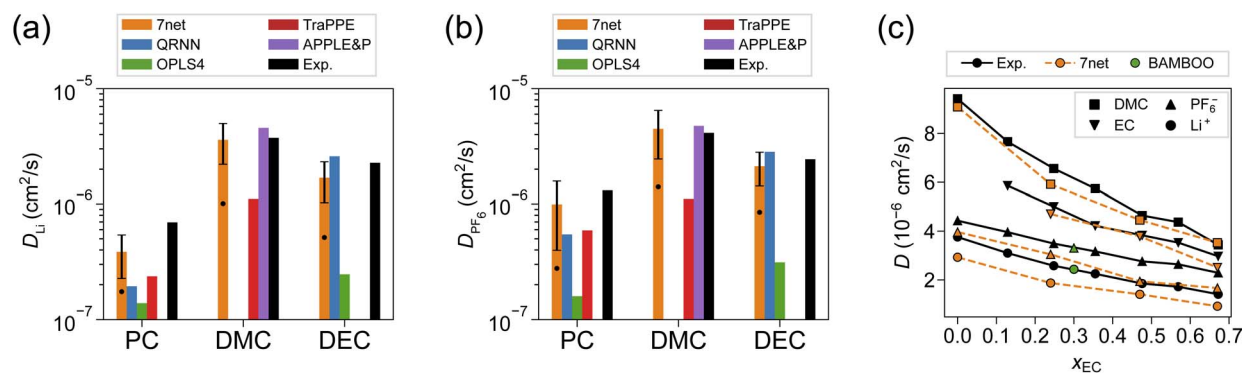 (a)
7net
TraPPE
QRNN
APPLE&P
OPLS4
Exp.
10⁻⁵
10⁻⁶
10⁻⁷
D_Li (cm²/s)
PC DMC DEC
(b)
7net
TraPPE
QRNN
APPLE&P
OPLS4
Exp.
10⁻⁵
10⁻⁶
10⁻⁷
D_PF₆ (cm²/s)
PC DMC DEC
(c)
Exp. 7net BAMBOO
DMC PF₆⁻
EC Li⁺
8
6
4
2
D (10⁻⁶ cm²/s)
0.0 0.1 0.2 0.3 0.4 0.5 0.6 0.7
x_EC